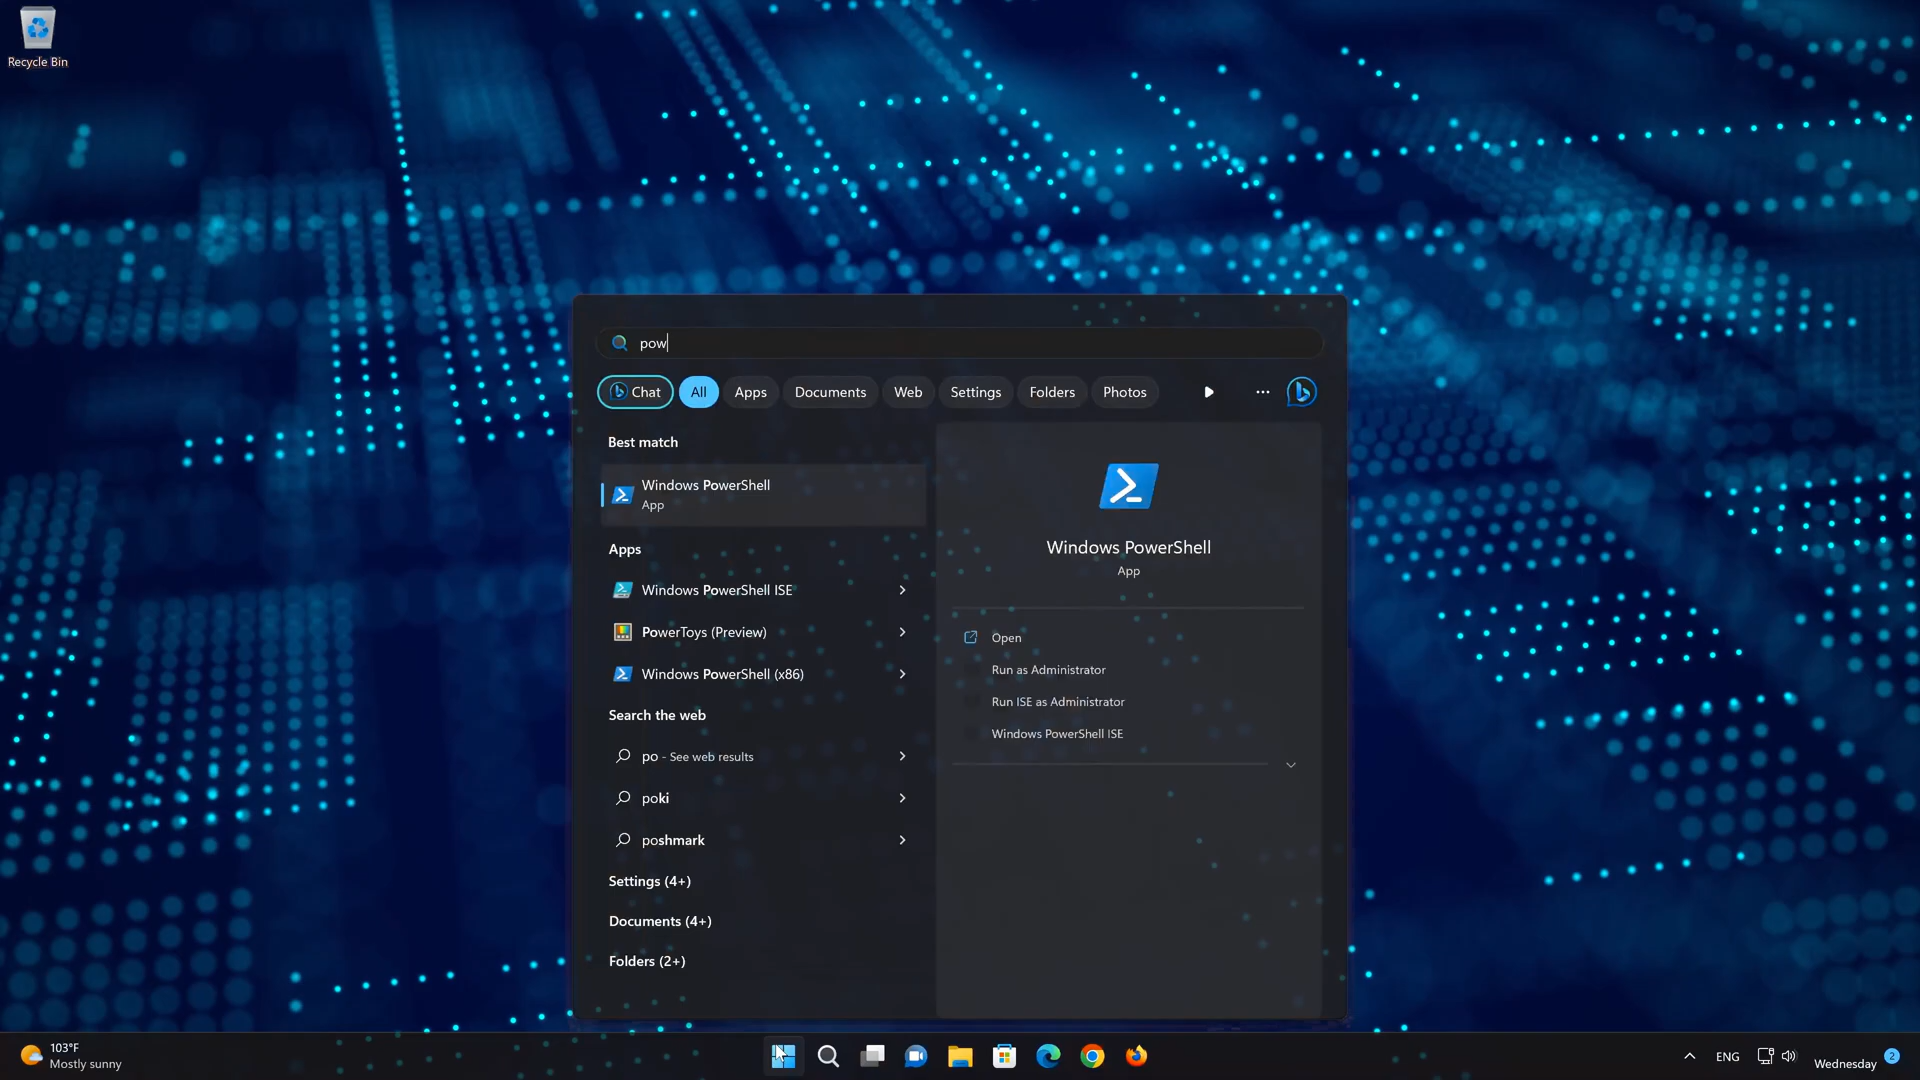 Recycle Bin
pow
Chat All Apps Documents Web Settings Folders Photos
Best match
Windows PowerShell
App
Apps
Windows PowerShell ISE
PowerToys (Preview)
Windows PowerShell (x86)
Search the web
po - See web results
poki
poshmark
Settings (4+)
Documents (4+)
Folders (2+)
Windows PowerShell
App
Open
Run as Administrator
Run ISE as Administrator
Windows PowerShell ISE
103°F
Mostly sunny
ENG
Wednesday
2